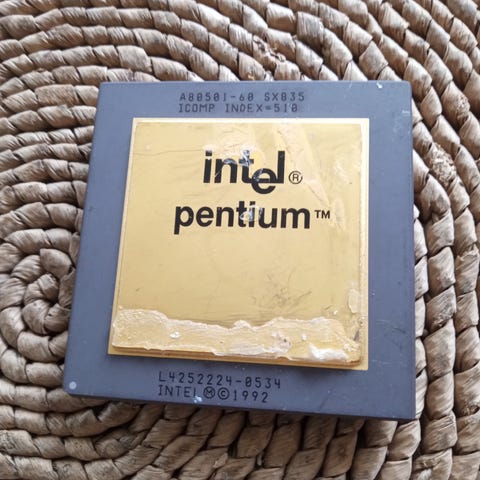 A80501-60 SX835
ICOMP INDEX=510
intel®
pentium™
L4252224-0534
INTEL Ⓜ © 1992